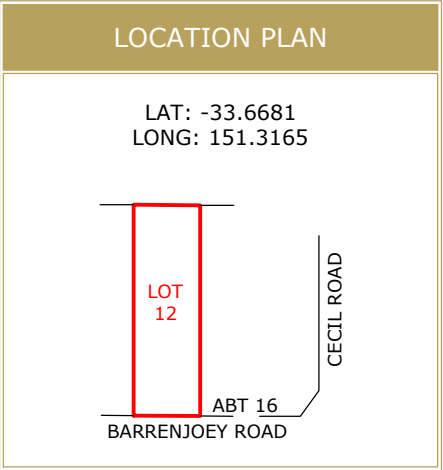 LOCATION PLAN
LAT: -33.6681
LONG: 151.3165
LOT
12
CECIL ROAD
ABT 16
BARRENJOEY ROAD